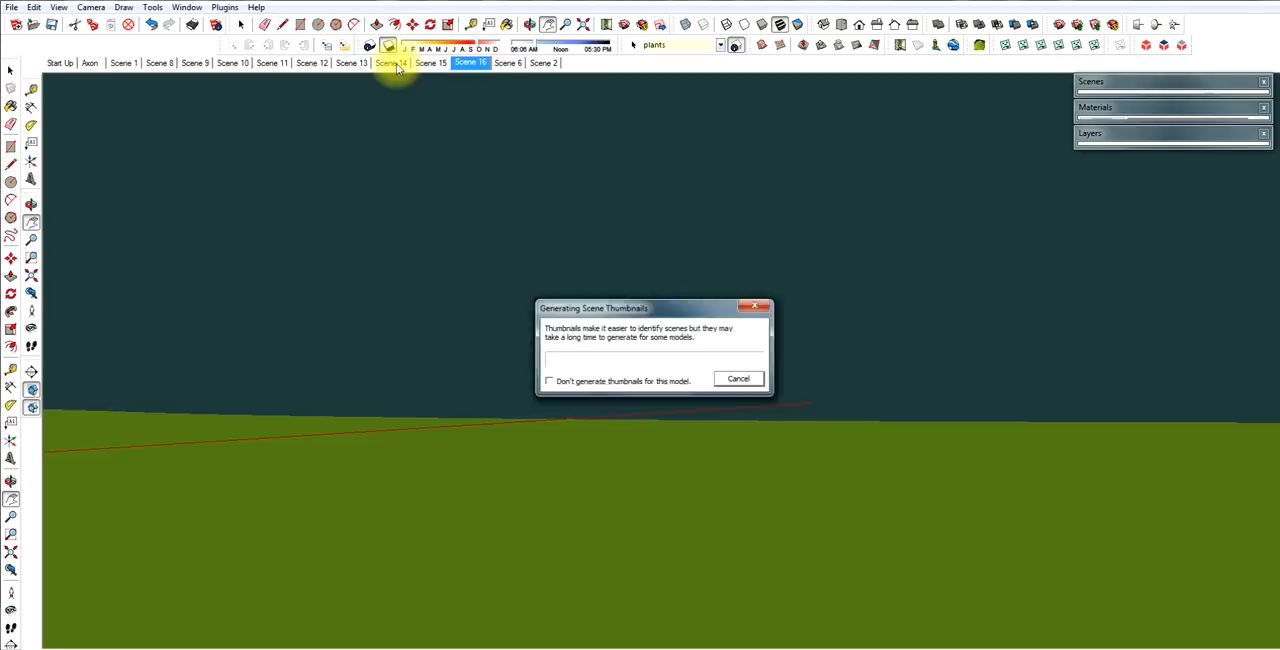 File Edit View Camera Draw Tools Window Plugins Help
J F M A M J J A S O N D 06:06 AM Noon 05:30 PM plants
Start Up Axon Scene 1 Scene 8 Scene 9 Scene 10 Scene 11 Scene 12 Scene 13 Scene 14 Scene 15 Scene 16 Scene 6 Scene 2
Scenes
Materials
Layers
Generating Scene Thumbnails
Thumbnails make it easier to identify scenes but they may
take a long time to generate for some models.
Don't generate thumbnails for this model. Cancel